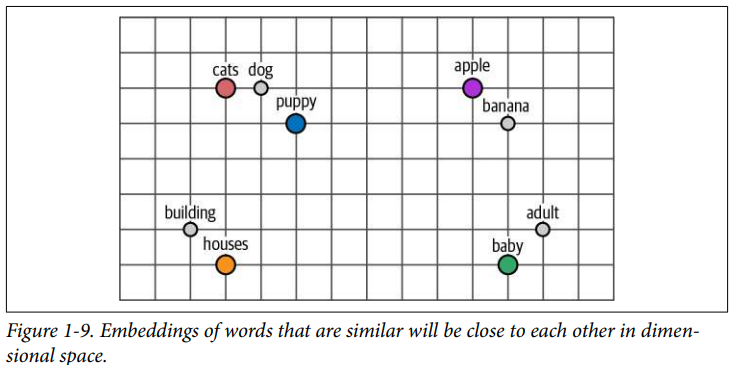 cats dog
apple
puppy
banana
building
adult
houses
baby
Figure 1-9. Embeddings of words that are similar will be close to each other in dimen-
sional space.